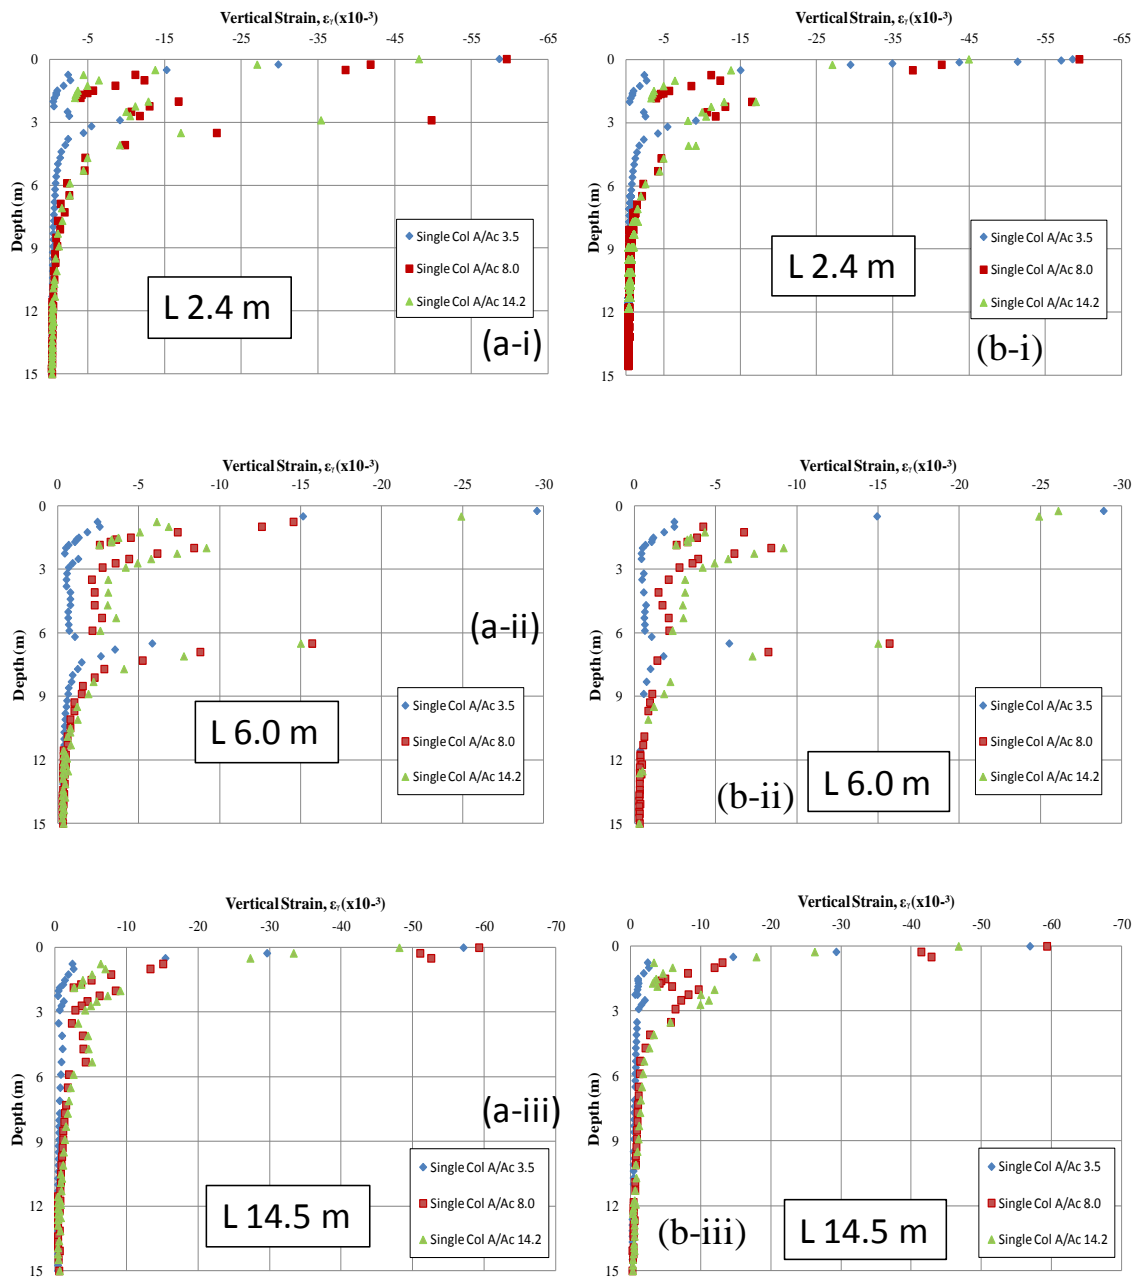 Vertical Strain, εᵧ (x10⁻³)
-5 -15 -25 -35 -45 -55 -65
0
3
6
9
12
15
Depth (m)
Single Col A/Ac 3.5
Single Col A/Ac 8.0
Single Col A/Ac 14.2
L 2.4 m
(a-i)
Vertical Strain, εᵧ (x10⁻³)
-5 -15 -25 -35 -45 -55 -65
0
3
6
9
12
15
Depth (m)
Single Col A/Ac 3.5
Single Col A/Ac 8.0
Single Col A/Ac 14.2
L 2.4 m
(b-i)
Vertical Strain, εᵧ (x10⁻³)
0 -5 -10 -15 -20 -25 -30
0
3
6
9
12
15
Depth (m)
(a-ii)
Single Col A/Ac 3.5
Single Col A/Ac 8.0
Single Col A/Ac 14.2
L 6.0 m
Vertical Strain, εᵧ (x10⁻³)
0 -5 -10 -15 -20 -25 -30
0
3
6
9
12
15
Depth (m)
Single Col A/Ac 3.5
Single Col A/Ac 8.0
Single Col A/Ac 14.2
(b-ii)
L 6.0 m
Vertical Strain, εᵧ (x10⁻³)
0 -10 -20 -30 -40 -50 -60 -70
0
3
6
9
12
15
Depth (m)
(a-iii)
Single Col A/Ac 3.5
Single Col A/Ac 8.0
Single Col A/Ac 14.2
L 14.5 m
Vertical Strain, εᵧ (x10⁻³)
0 -10 -20 -30 -40 -50 -60 -70
0
3
6
9
12
15
Depth (m)
Single Col A/Ac 3.5
Single Col A/Ac 8.0
Single Col A/Ac 14.2
(b-iii)
L 14.5 m